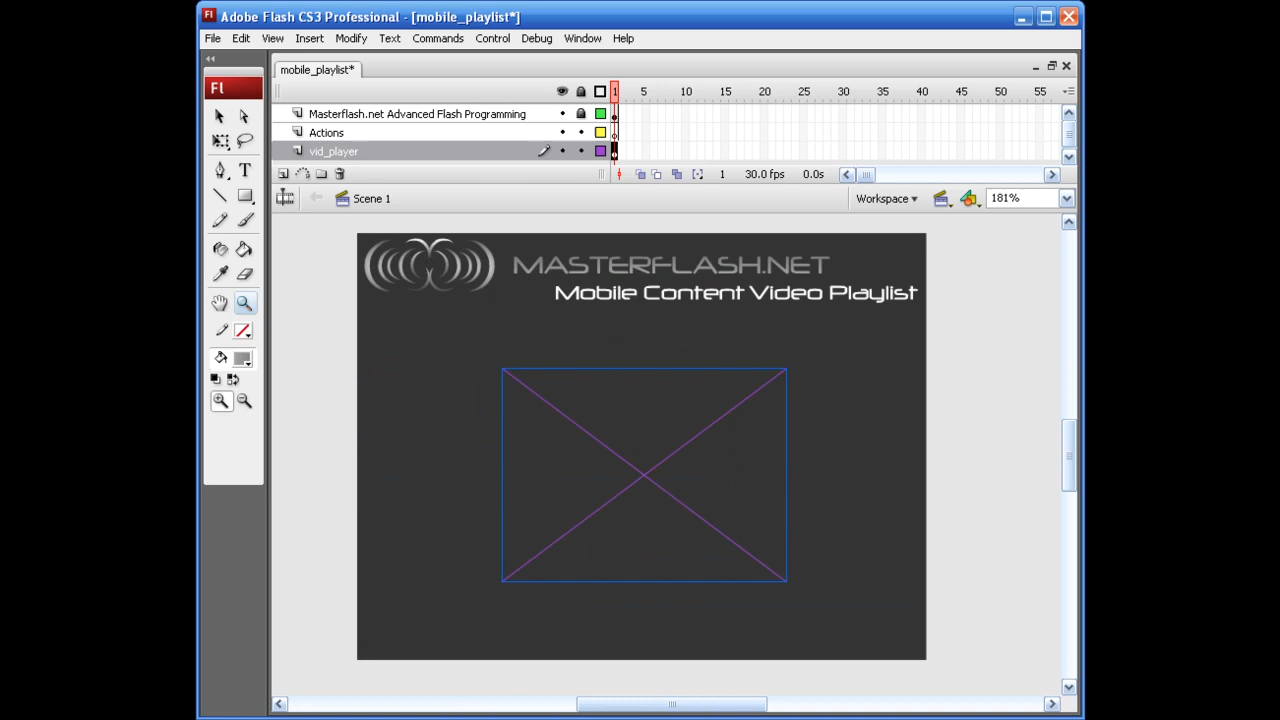 Adobe Flash CS3 Professional - [mobile_playlist*]
File Edit View Insert Modify Text Commands Control Debug Window Help
mobile_playlist*
Fl
1 5 10 15 20 25 30 35 40 45 50 55
Masterflash.net Advanced Flash Programming
Actions
vid_player
1 30.0 fps 0.0s
Scene 1 Workspace 181%
MASTERFLASH.NET
Mobile Content Video Playlist